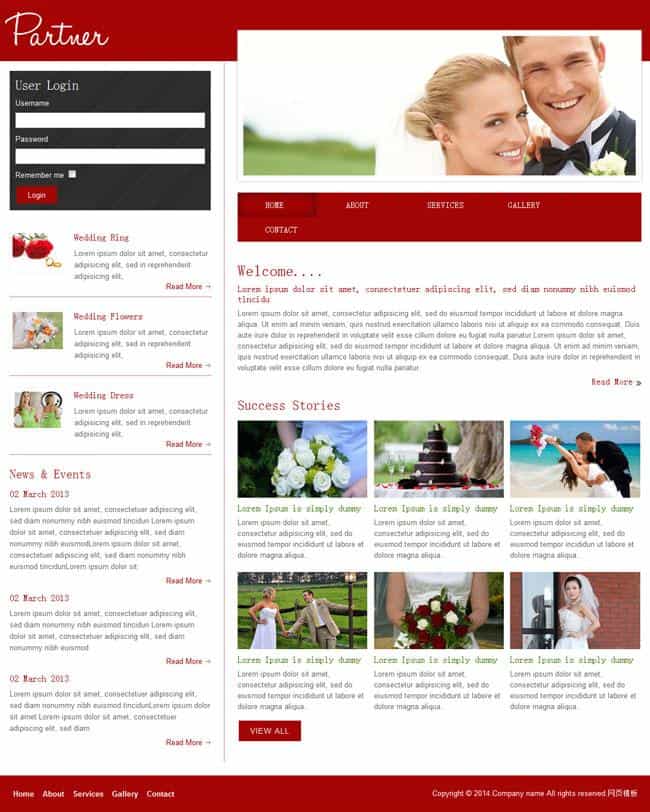 Partner
User Login
Username
Password
Remember me
Login
Wedding Ring
Lorem ipsum dolor sit amet, consectetur
adipisicing elit, sed in reprehenderit
adipisicing elit,
Read More →
Wedding Flowers
Lorem ipsum dolor sit amet, consectetur
adipisicing elit, sed in reprehenderit
adipisicing elit,
Read More →
Wedding Dress
Lorem ipsum dolor sit amet, consectetur
adipisicing elit, sed in reprehenderit
adipisicing elit,
Read More →
News & Events
02 March 2013
Lorem ipsum dolor sit amet, consectetuer adipiscing elit,
sed diam nonummy nibh euismod tincidun Lorem ipsum
dolor sit amet, consectetuer adipiscing elit, sed diam
nonummy nibh euismodLorem ipsum dolor sit amet,
consectetuer adipiscing elit, sed diam nonummy nibh
euismod tincidunLorem ipsum dolor sit
Read More →
02 March 2013
Lorem ipsum dolor sit amet, consectetuer adipiscing elit,
sed diam nonummy nibh euismod tincidun Lorem ipsum
dolor sit amet, consectetuer adipiscing elit, sed diam
nonummy nibh euismod
Read More →
02 March 2013
Lorem ipsum dolor sit amet, consectetuer adipiscing elit,
sed diam nonummy nibh euismod tincidunLorem ipsum dolor
sit amet Lorem ipsum dolor sit amet, consectetuer
adipiscing elit, sed diam
Read More →
HOME
ABOUT
SERVICES
GALLERY
CONTACT
Welcome....
Lorem ipsum dolor sit amet, consectetuer adipiscing elit, sed diam nonummy nibh euismod
tincidu
Lorem ipsum dolor sit amet, consectetur adipisicing elit, sed do eiusmod tempor incididunt ut labore et dolore magna
aliqua. Ut enim ad minim veniam, quis nostrud exercitation ullamco laboris nisi ut aliquip ex ea commodo consequat. Duis
aute irure dolor in reprehenderit in voluptate velit esse cillum dolore eu fugiat nulla pariatur.Lorem ipsum dolor sit amet,
consectetur adipisicing elit, sed do eiusmod tempor incididunt ut labore et dolore magna aliqua. Ut enim ad minim veniam,
quis nostrud exercitation ullamco laboris nisi ut aliquip ex ea commodo consequat. Duis aute irure dolor in reprehenderit in
voluptate velit esse cillum dolore eu fugiat nulla pariatur.
Read More »
Success Stories
Lorem Ipsum is simply dummy
Lorem ipsum dolor sit amet,
consectetur adipisicing elit, sed do
eiusmod tempor incididunt ut labore et
dolore magna aliqua.
Lorem Ipsum is simply dummy
Lorem ipsum dolor sit amet,
consectetur adipisicing elit, sed do
eiusmod tempor incididunt ut labore et
dolore magna aliqua.
Lorem Ipsum is simply dummy
Lorem ipsum dolor sit amet,
consectetur adipisicing elit, sed do
eiusmod tempor incididunt ut labore et
dolore magna aliqua.
Lorem Ipsum is simply dummy
Lorem ipsum dolor sit amet,
consectetur adipisicing elit, sed do
eiusmod tempor incididunt ut labore et
dolore magna aliqua.
Lorem Ipsum is simply dummy
Lorem ipsum dolor sit amet,
consectetur adipisicing elit, sed do
eiusmod tempor incididunt ut labore et
dolore magna aliqua.
Lorem Ipsum is simply dummy
Lorem ipsum dolor sit amet,
consectetur adipisicing elit, sed do
eiusmod tempor incididunt ut labore et
dolore magna aliqua.
VIEW ALL
Home About Services Gallery Contact
Copyright © 2014.Company name All rights reserved.网页模板